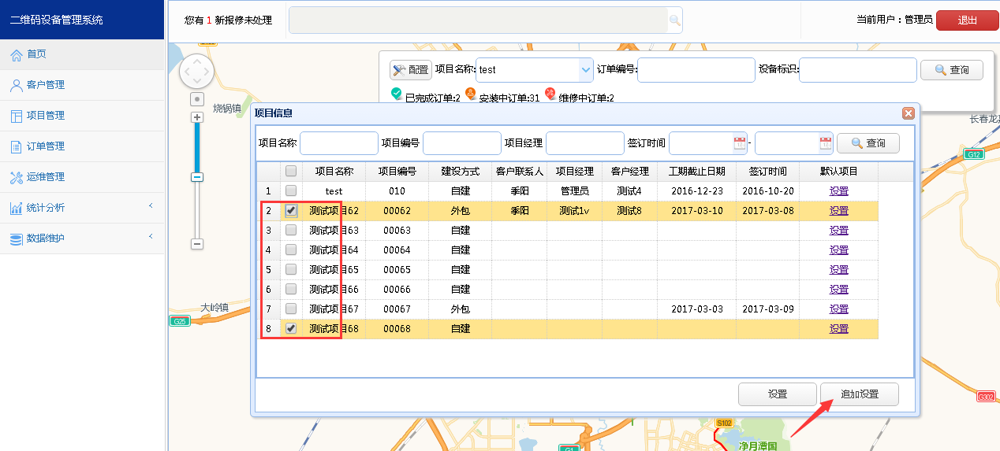 二维码设备管理系统
您有 1 新报修未处理
当前用户：管理员
退出
首页
客户管理
项目管理
订单管理
运维管理
统计分析
数据维护
配置 项目名称: test 订单编号: 设备标识: 查询
已完成订单:2 安装中订单:31 维修中订单:2
烧锅镇
G12
大岭镇
G25
G302
S102
净月潭国
G1
项目信息
项目名称 项目编号 项目经理 签订时间 - 查询
项目名称 项目编号 建设方式 客户联系人 项目经理 客户经理 工期截止日期 签订时间 默认项目
1 test 010 自建 季阳 管理员 测试4 2016-12-23 2016-10-20 设置
2 测试项目62 00062 外包 季阳 测试1v 测试8 2017-03-10 2017-03-08 设置
3 测试项目63 00063 自建 设置
4 测试项目64 00064 自建 设置
5 测试项目65 00065 自建 设置
6 测试项目66 00066 自建 设置
7 测试项目67 00067 外包 2017-03-03 2017-03-09 设置
8 测试项目68 00068 自建 设置
设置 追加设置